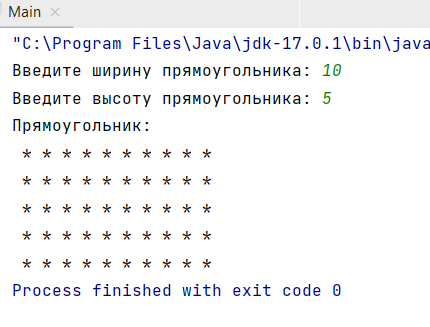 Main ×
"C:\Program Files\Java\jdk-17.0.1\bin\java
Введите ширину прямоугольника: 10
Введите высоту прямоугольника: 5
Прямоугольник:
* * * * * * * * * *
* * * * * * * * * *
* * * * * * * * * *
* * * * * * * * * *
* * * * * * * * * *
Process finished with exit code 0